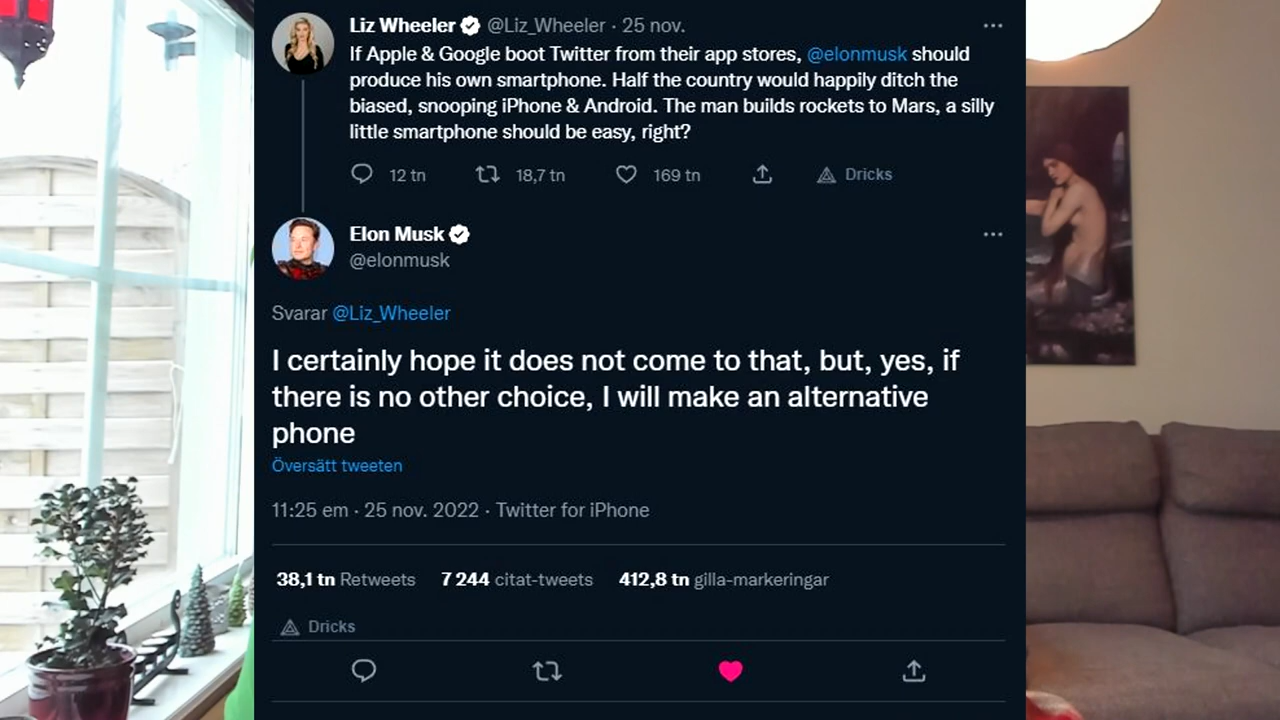 Liz Wheeler @Liz_Wheeler · 25 nov.
If Apple & Google boot Twitter from their app stores, @elonmusk should
produce his own smartphone. Half the country would happily ditch the
biased, snooping iPhone & Android. The man builds rockets to Mars, a silly
little smartphone should be easy, right?
12 tn 18,7 tn 169 tn Dricks
Elon Musk
@elonmusk
Svarar @Liz_Wheeler
I certainly hope it does not come to that, but, yes, if
there is no other choice, I will make an alternative
phone
Översätt tweeten
11:25 em · 25 nov. 2022 · Twitter for iPhone
38,1 tn Retweets 7 244 citat-tweets 412,8 tn gilla-markeringar
Dricks